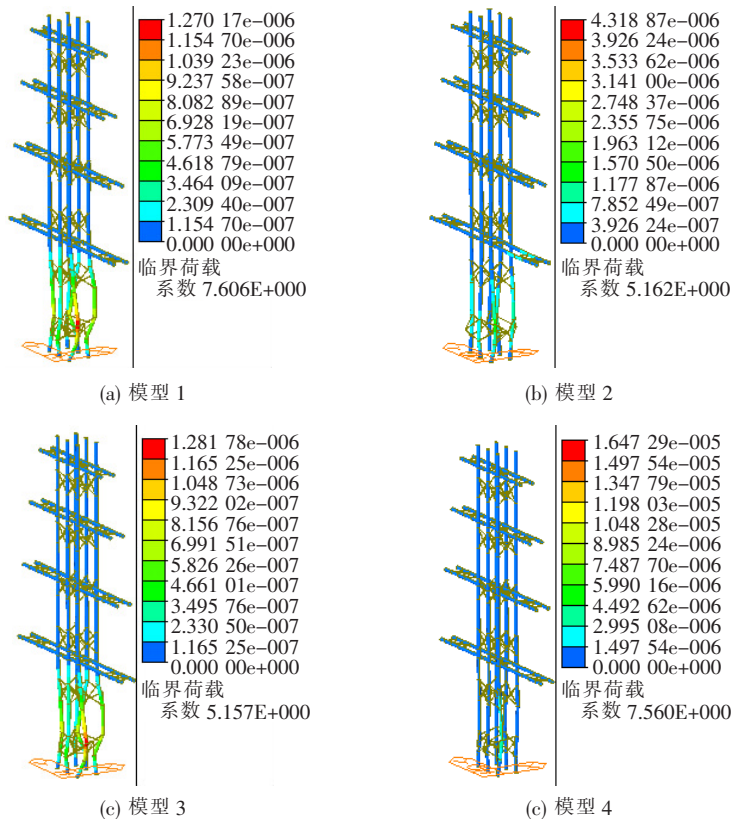 1.270 17e-006
1.154 70e-006
1.039 23e-006
9.237 58e-007
8.082 89e-007
6.928 19e-007
5.773 49e-007
4.618 79e-007
3.464 09e-007
2.309 40e-007
1.154 70e-007
0.000 00e+000
临界荷载
系数 7.606E+000
(a) 模型 1
4.318 87e-006
3.926 24e-006
3.533 62e-006
3.141 00e-006
2.748 37e-006
2.355 75e-006
1.963 12e-006
1.570 50e-006
1.177 87e-006
7.852 49e-007
3.926 24e-007
0.000 00e+000
临界荷载
系数 5.162E+000
(b) 模型 2
1.281 78e-006
1.165 25e-006
1.048 73e-006
9.322 02e-007
8.156 76e-007
6.991 51e-007
5.826 26e-007
4.661 01e-007
3.495 76e-007
2.330 50e-007
1.165 25e-007
0.000 00e+000
临界荷载
系数 5.157E+000
(c) 模型 3
1.647 29e-005
1.497 54e-005
1.347 79e-005
1.198 03e-005
1.048 28e-005
8.985 24e-006
7.487 70e-006
5.990 16e-006
4.492 62e-006
2.995 08e-006
1.497 54e-006
0.000 00e+000
临界荷载
系数 7.560E+000
(c) 模型 4